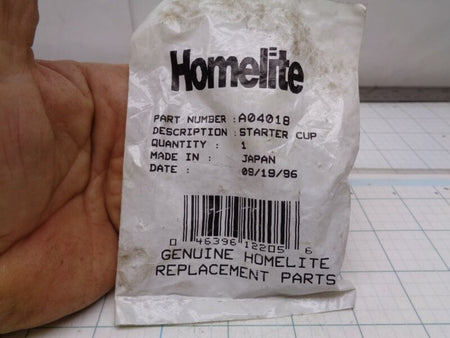 Homelite
PART NUMBER : A04018
DESCRIPTION : STARTER CUP
QUANTITY : 1
MADE IN : JAPAN
DATE : 09/19/96
0 46396 12205 6
GENUINE HOMELITE
REPLACEMENT PARTS